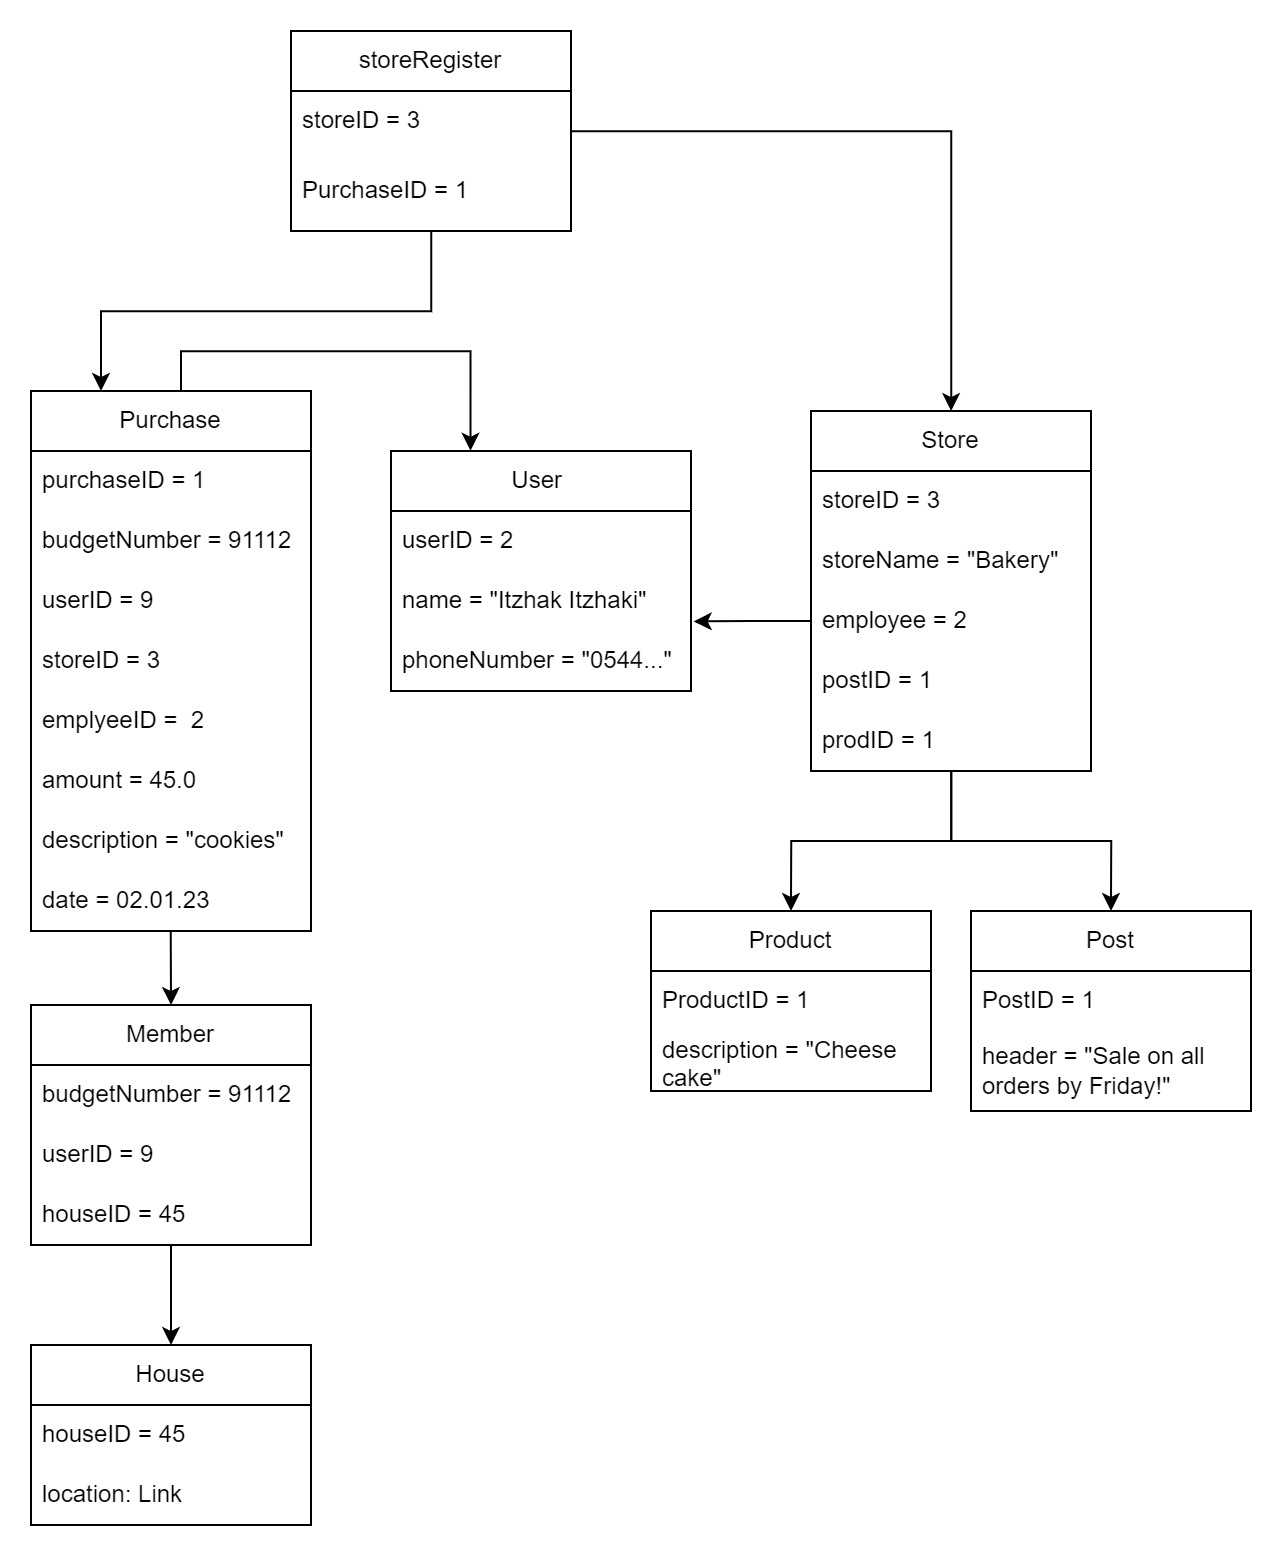 storeRegister
storeID = 3
PurchaseID = 1
Purchase
purchaseID = 1
budgetNumber = 91112
userID = 9
storeID = 3
emplyeeID =  2
amount = 45.0
description = "cookies"
date = 02.01.23
User
userID = 2
name = "Itzhak Itzhaki"
phoneNumber = "0544..."
Store
storeID = 3
storeName = "Bakery"
employee = 2
postID = 1
prodID = 1
Product
ProductID = 1
description = "Cheese
cake"
Post
PostID = 1
header = "Sale on all
orders by Friday!"
Member
budgetNumber = 91112
userID = 9
houseID = 45
House
houseID = 45
location: Link